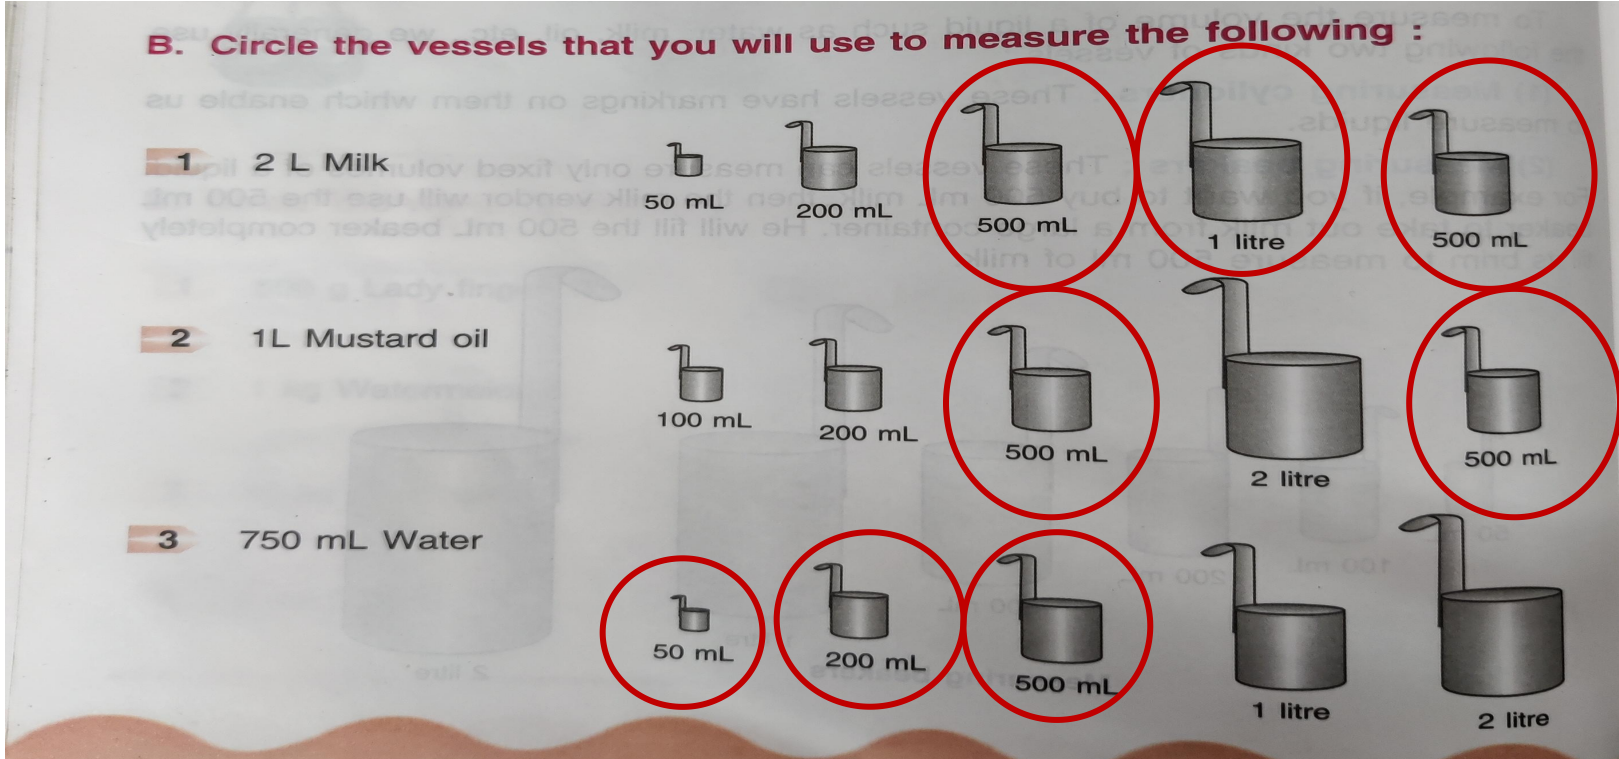 B. Circle the vessels that you will use to measure the following :
1 2 L Milk
50 mL 200 mL 500 mL 1 litre 500 mL
2 1L Mustard oil
100 mL 200 mL 500 mL 2 litre 500 mL
3 750 mL Water
50 mL 200 mL 500 mL 1 litre 2 litre